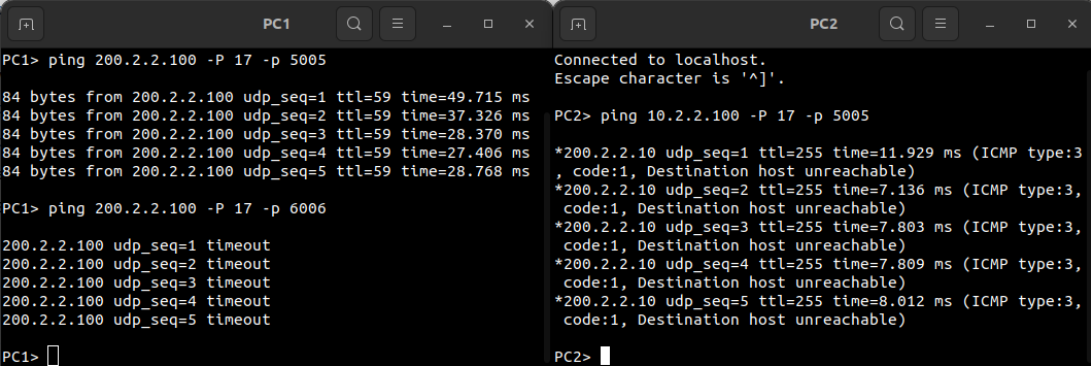 PC1
PC1> ping 200.2.2.100 -P 17 -p 5005
84 bytes from 200.2.2.100 udp_seq=1 ttl=59 time=49.715 ms
84 bytes from 200.2.2.100 udp_seq=2 ttl=59 time=37.326 ms
84 bytes from 200.2.2.100 udp_seq=3 ttl=59 time=28.370 ms
84 bytes from 200.2.2.100 udp_seq=4 ttl=59 time=27.406 ms
84 bytes from 200.2.2.100 udp_seq=5 ttl=59 time=28.768 ms
PC1> ping 200.2.2.100 -P 17 -p 6006
200.2.2.100 udp_seq=1 timeout
200.2.2.100 udp_seq=2 timeout
200.2.2.100 udp_seq=3 timeout
200.2.2.100 udp_seq=4 timeout
200.2.2.100 udp_seq=5 timeout
PC1>
PC2
Connected to localhost.
Escape character is '^]'.
PC2> ping 10.2.2.100 -P 17 -p 5005
*200.2.2.10 udp_seq=1 ttl=255 time=11.929 ms (ICMP type:3
, code:1, Destination host unreachable)
*200.2.2.10 udp_seq=2 ttl=255 time=7.136 ms (ICMP type:3,
code:1, Destination host unreachable)
*200.2.2.10 udp_seq=3 ttl=255 time=7.803 ms (ICMP type:3,
code:1, Destination host unreachable)
*200.2.2.10 udp_seq=4 ttl=255 time=7.809 ms (ICMP type:3,
code:1, Destination host unreachable)
*200.2.2.10 udp_seq=5 ttl=255 time=8.012 ms (ICMP type:3,
code:1, Destination host unreachable)
PC2>